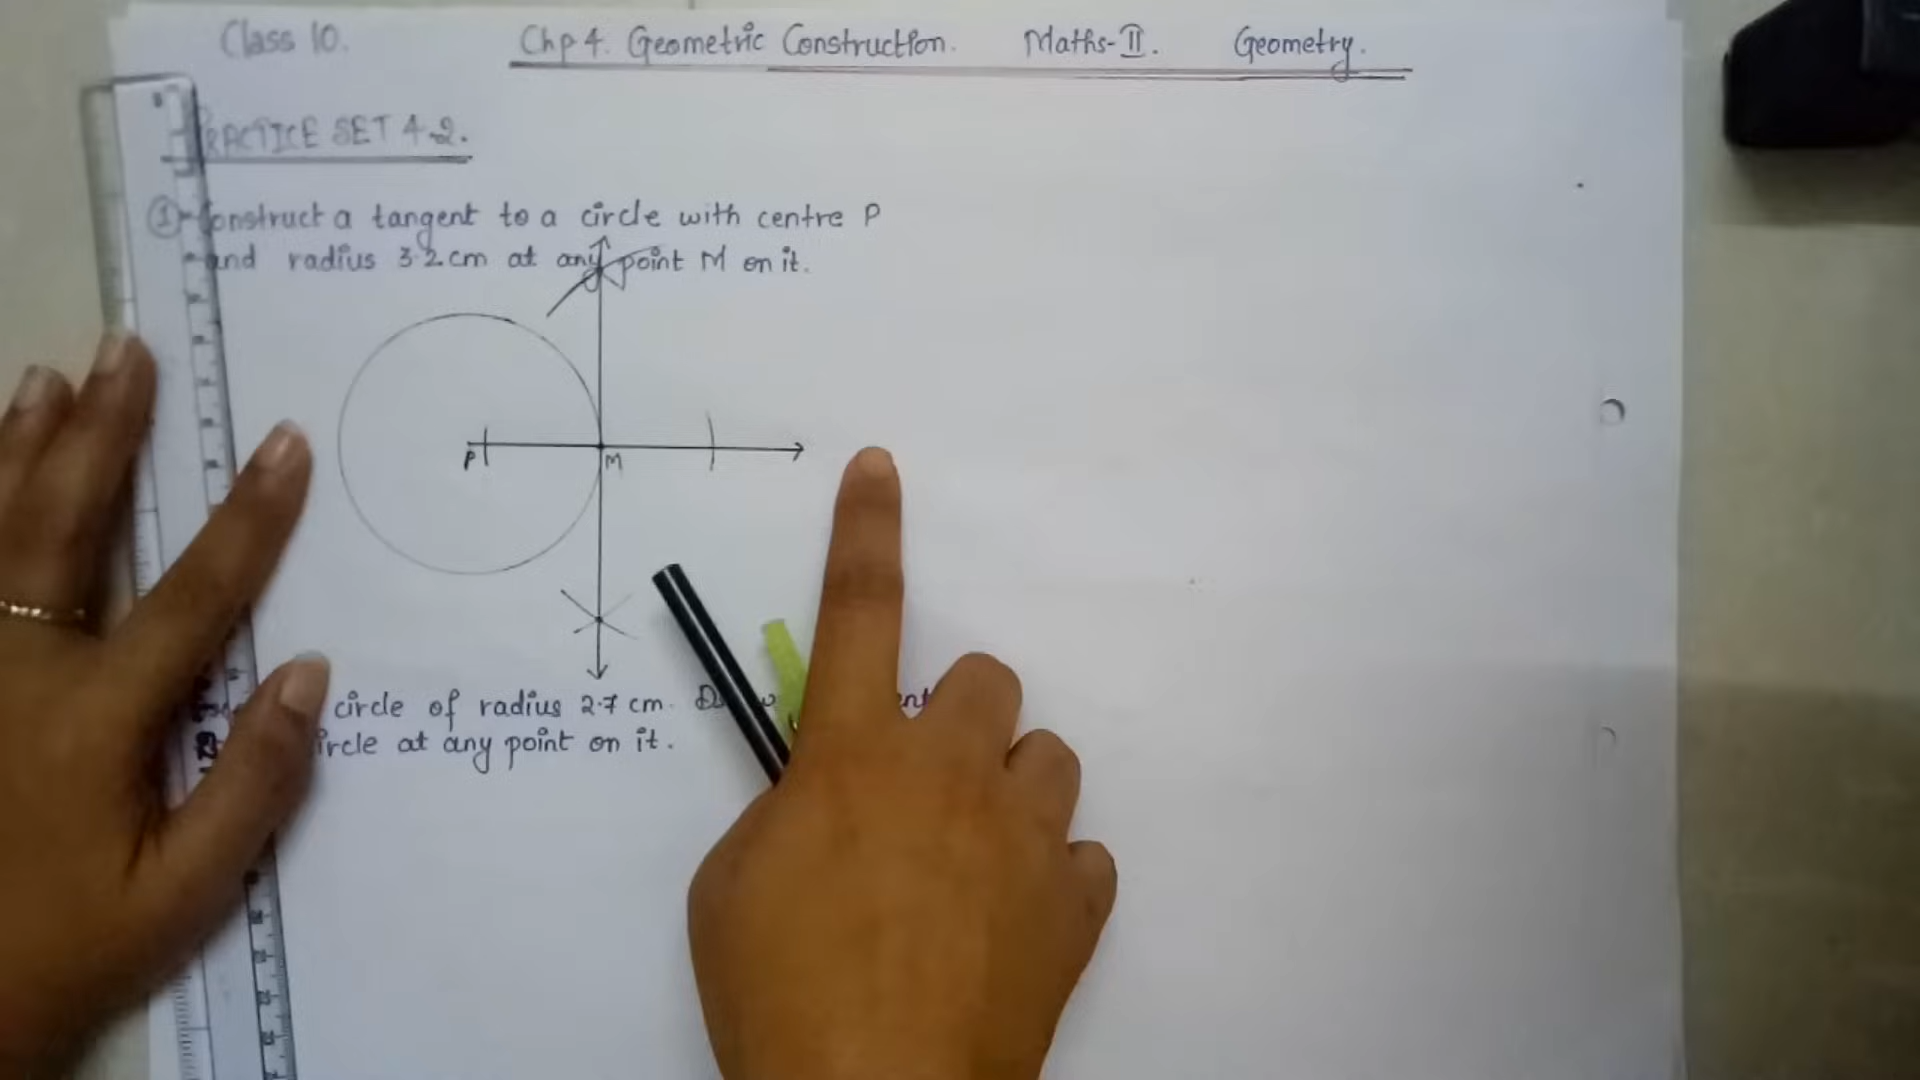 Class 10. Chp 4. Geometric Construction. Maths-II. Geometry.
PRACTICE SET 4.2.
① Construct a tangent to a circle with centre P
and radius 3.2 cm at any point M on it.
P M
circle of radius 2.7 cm.
circle at any point on it.